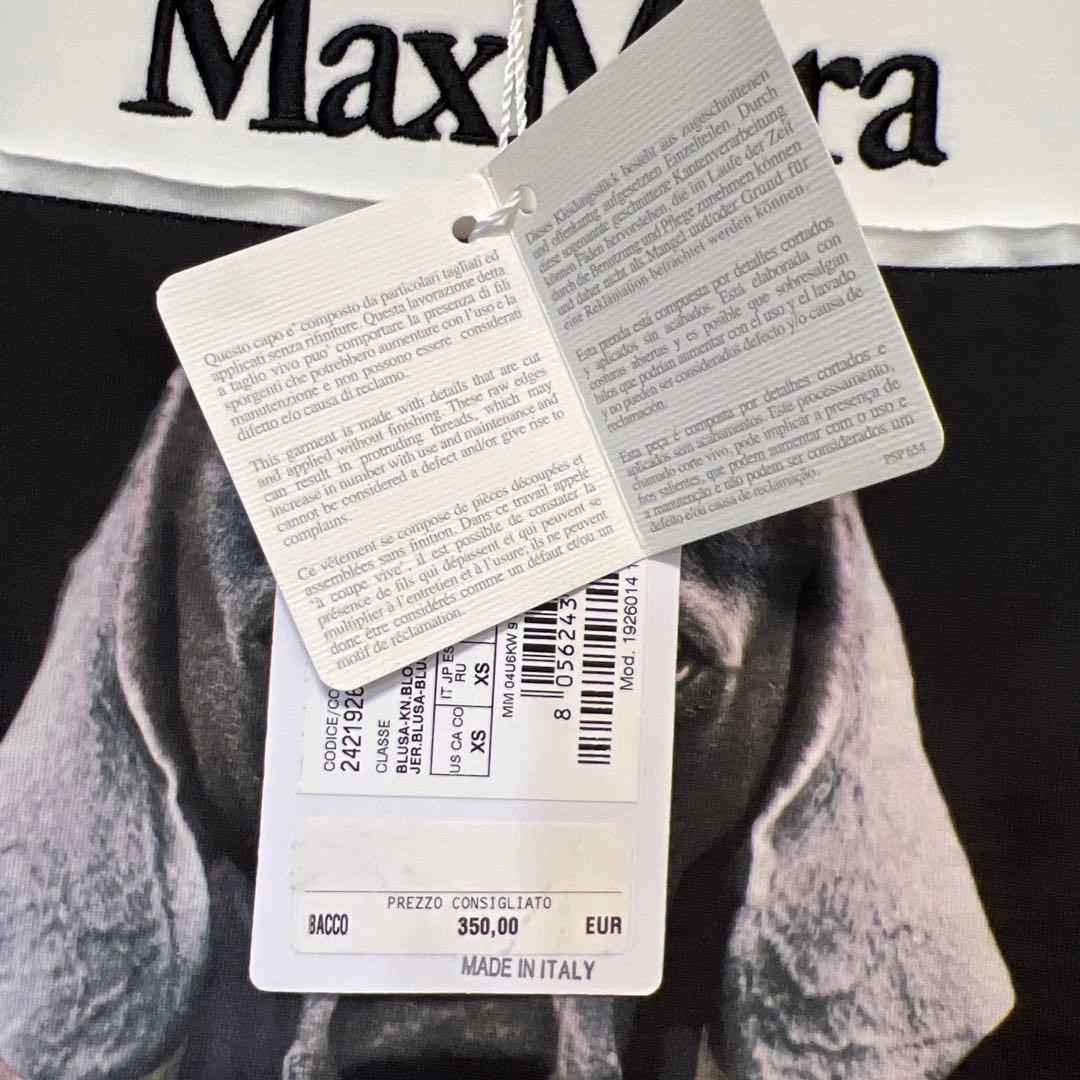 MaxM ra
Questo capo e' composto da particolari tagliati ed
applicati senza rifiniture. Questa lavorazione detta
a taglio vivo puo' comportare la presenza di fili
sporgenti che potrebbero aumentare con l'uso e la
manutenzione e non possono essere considerati
difetto e/o causa di reclamo.
This garment is made with details that are cut
and applied without finishing. These raw edges
can result in protruding threads, which may
increase in number with use and maintenance and
cannot be considered a defect and/or give rise to
complains.
Ce vêtement se compose de pièces découpées et
assemblées sans finition. Dans ce travail appelé
"à coupe vive", il est possible de constater la
présence de fils qui dépassent et qui peuvent se
multiplier à l'entretien et à l'usure; ils ne peuvent
donc être considérés comme un défaut et/ou un
motif de réclamation.
Dieses Kleidungsstück besteht aus zugeschnittenen
und offenkantig aufgesetzten Einzelteilen. Durch
diese sogenannte geschnittene Kantenverarbeitung
können Fäden hervorstehen, die im Laufe der Zeit
durch die Benutzung und Pflege zunehmen können
und daher nicht als Mangel und/oder Grund für
eine Reklamation betrachtet werden können.
Esta prenda está compuesta por detalles cortados
y aplicados sin acabados. Está elaborada con
costuras abiertas y es posible que sobresalgan
hilos que podrían aumentar con el uso y el lavado
y no pueden ser considerados defecto y/o causa de
reclamación.
Esta peça é composta por detalhes cortados e
aplicados sem acabamentos. Este processamento,
chamado corte vivo, pode implicar a presença de
fios salientes, que podem aumentar com o uso e
a manutenção e não podem ser considerados um
defeito e/ou causa de reclamação.
PSP 654
CODICE/CO
2421926
CLASSE
BLUSA-KN.BLO
JER.BLUSA-BLU
US CA CO
IT JP ES
RU
XS
XS
MM 04U6KW 9
8 056243
Mod. 1926014 1
PREZZO CONSIGLIATO
BACCO 350,00 EUR
MADE IN ITALY